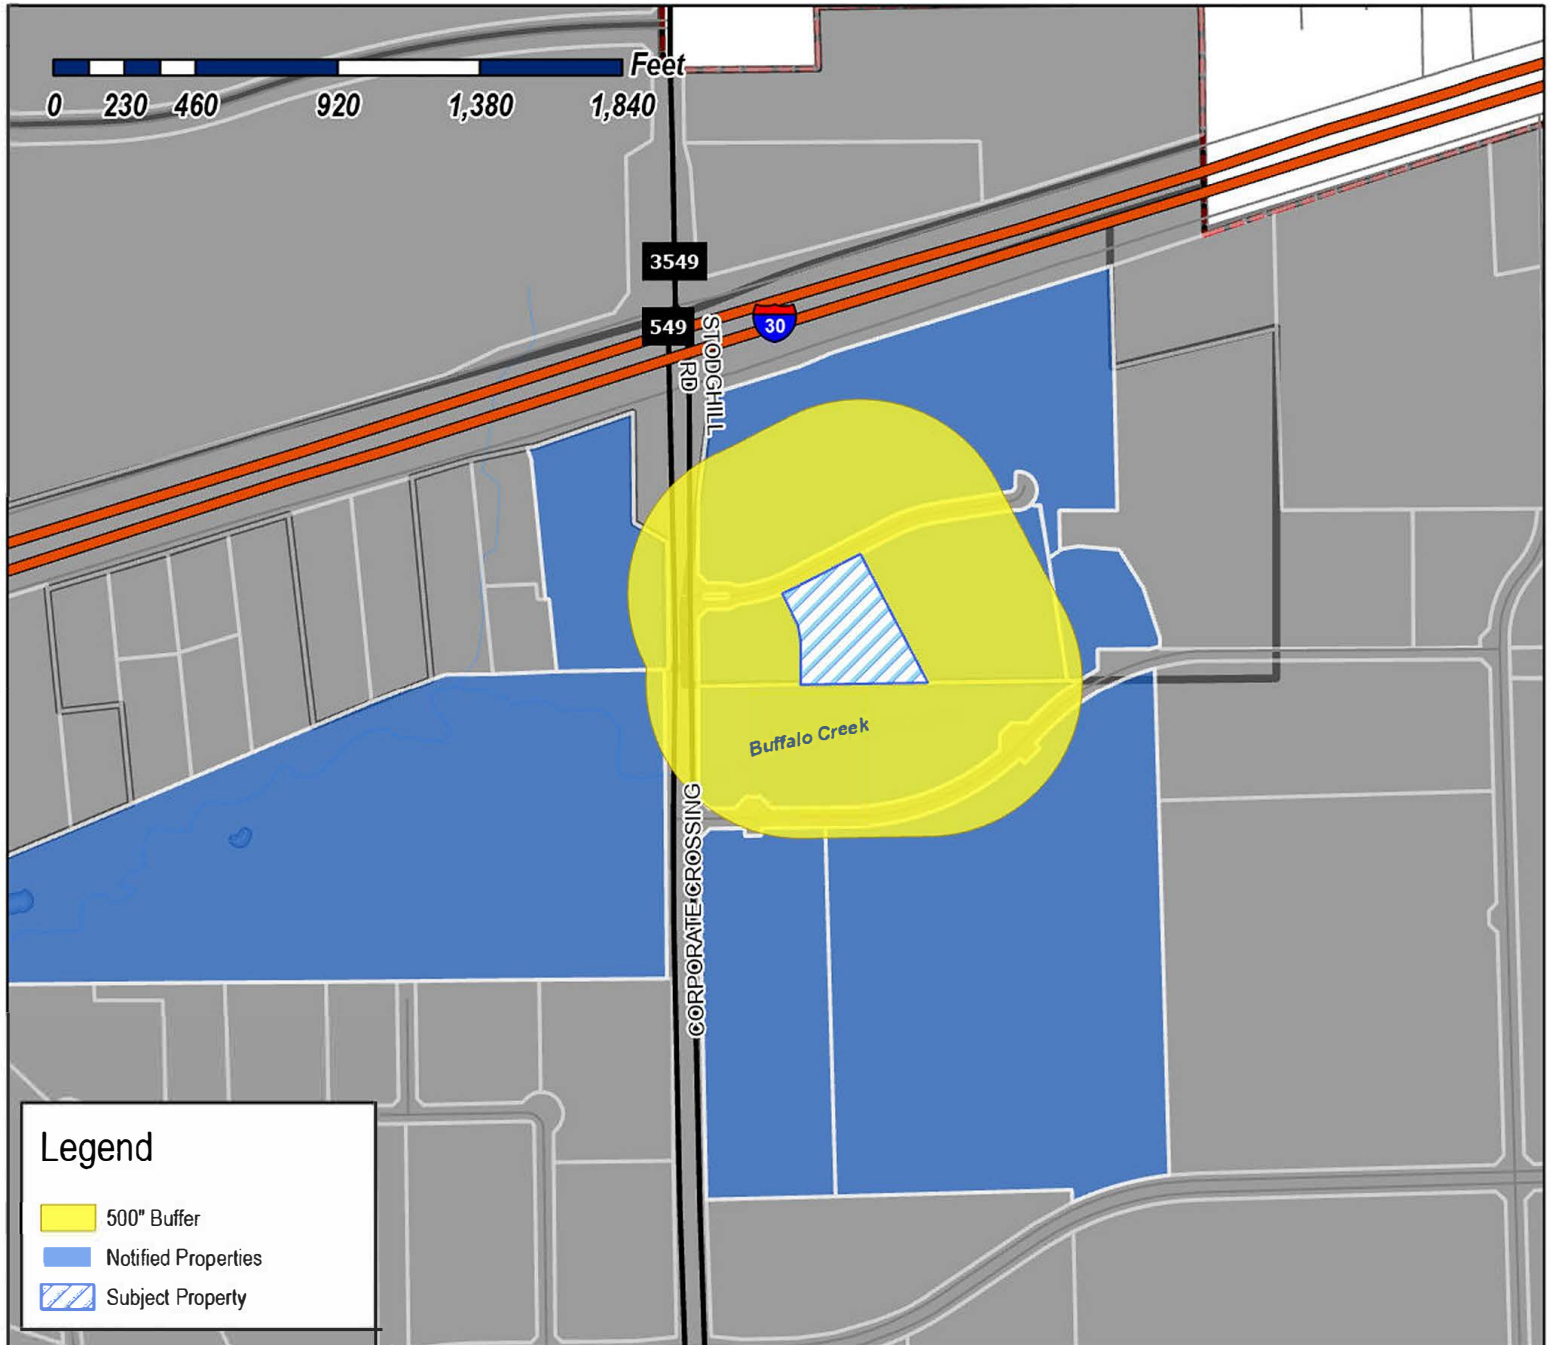 Feet
0 230 460 920 1,380 1,840
3549
549
30
STODGHILL
RD
Buffalo Creek
CORPORATE CROSSING
Legend
500" Buffer
Notified Properties
Subject Property